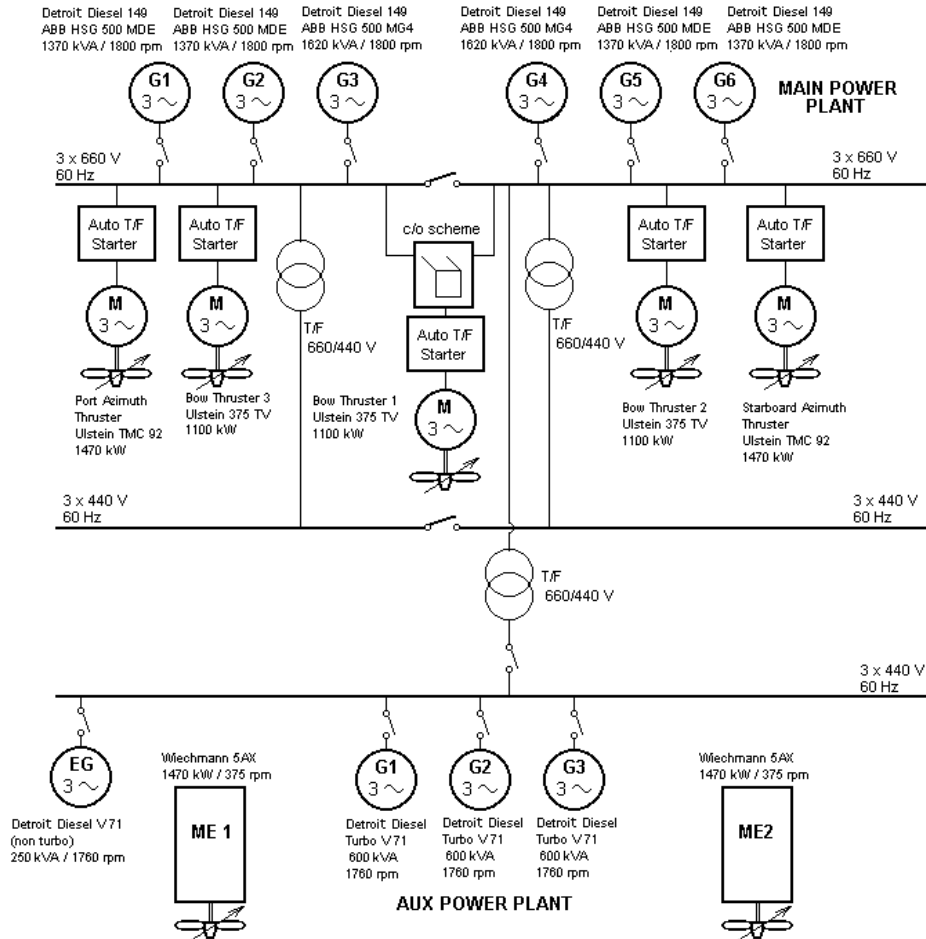 Detroit Diesel 149
ABB HSG 500 MDE
1370 kVA / 1800 rpm
Detroit Diesel 149
ABB HSG 500 MDE
1370 kVA / 1800 rpm
Detroit Diesel 149
ABB HSG 500 MG4
1620 kVA / 1800 rpm
Detroit Diesel 149
ABB HSG 500 MG4
1620 kVA / 1800 rpm
Detroit Diesel 149
ABB HSG 500 MDE
1370 kVA / 1800 rpm
Detroit Diesel 149
ABB HSG 500 MDE
1370 kVA / 1800 rpm
G1
3 ~
G2
3 ~
G3
3 ~
G4
3 ~
G5
3 ~
G6
3 ~
MAIN POWER
PLANT
3 x 660 V
60 Hz
3 x 660 V
60 Hz
Auto T/F
Starter
Auto T/F
Starter
c/o scheme
Auto T/F
Starter
Auto T/F
Starter
M
3 ~
M
3 ~
T/F
660/440 V
Auto T/F
Starter
T/F
660/440 V
M
3 ~
M
3 ~
Port Azimuth
Thruster
Ulstein TMC 92
1470 kW
Bow Thruster 3
Ulstein 375 TV
1100 kW
Bow Thruster 1
Ulstein 375 TV
1100 kW
M
3 ~
Bow Thruster 2
Ulstein 375 TV
1100 kW
Starboard Azimuth
Thruster
Ulstein TMC 92
1470 kW
3 x 440 V
60 Hz
3 x 440 V
60 Hz
T/F
660/440 V
3 x 440 V
60 Hz
EG
3 ~
Detroit Diesel V71
(non turbo)
250 kVA / 1760 rpm
Wiechmann 5AX
1470 kW / 375 rpm
ME 1
G1
3 ~
G2
3 ~
G3
3 ~
Detroit Diesel
Turbo V71
600 kVA
1760 rpm
Detroit Diesel
Turbo V71
600 kVA
1760 rpm
Detroit Diesel
Turbo V71
600 kVA
1760 rpm
Wiechmann 5AX
1470 kW / 375 rpm
ME2
AUX POWER PLANT